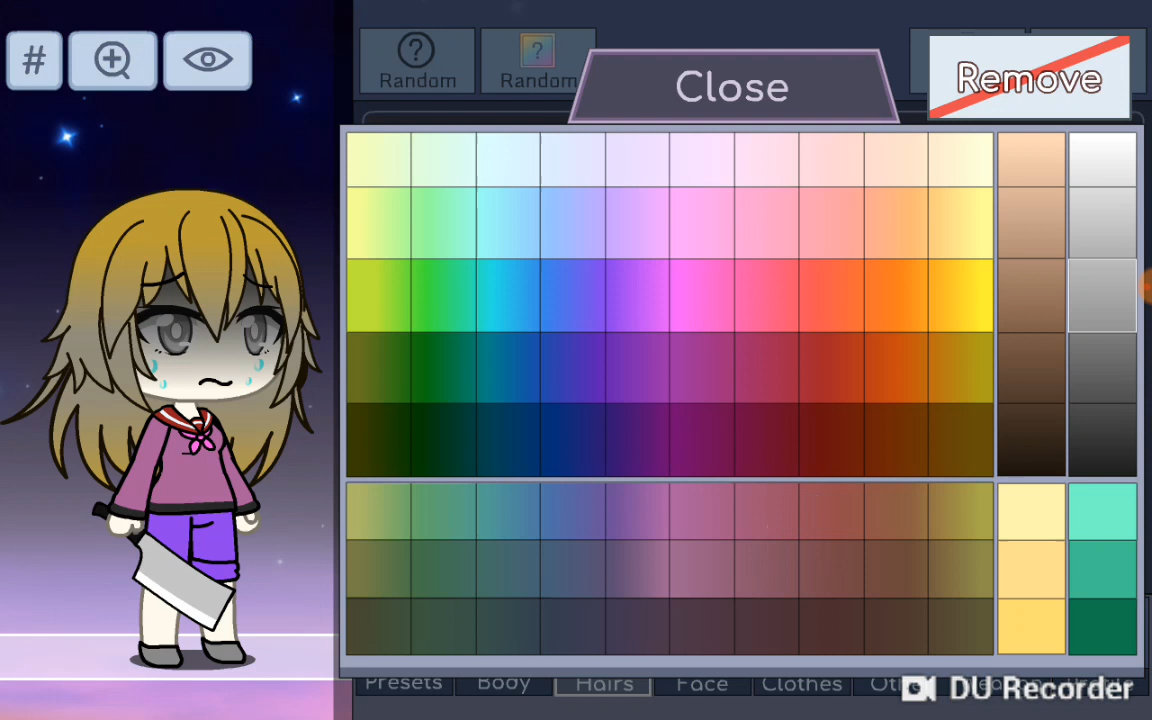 #
? Random
? Random
Close
Remove
Presets
Body
Hairs
Face
Clothes
DU Recorder